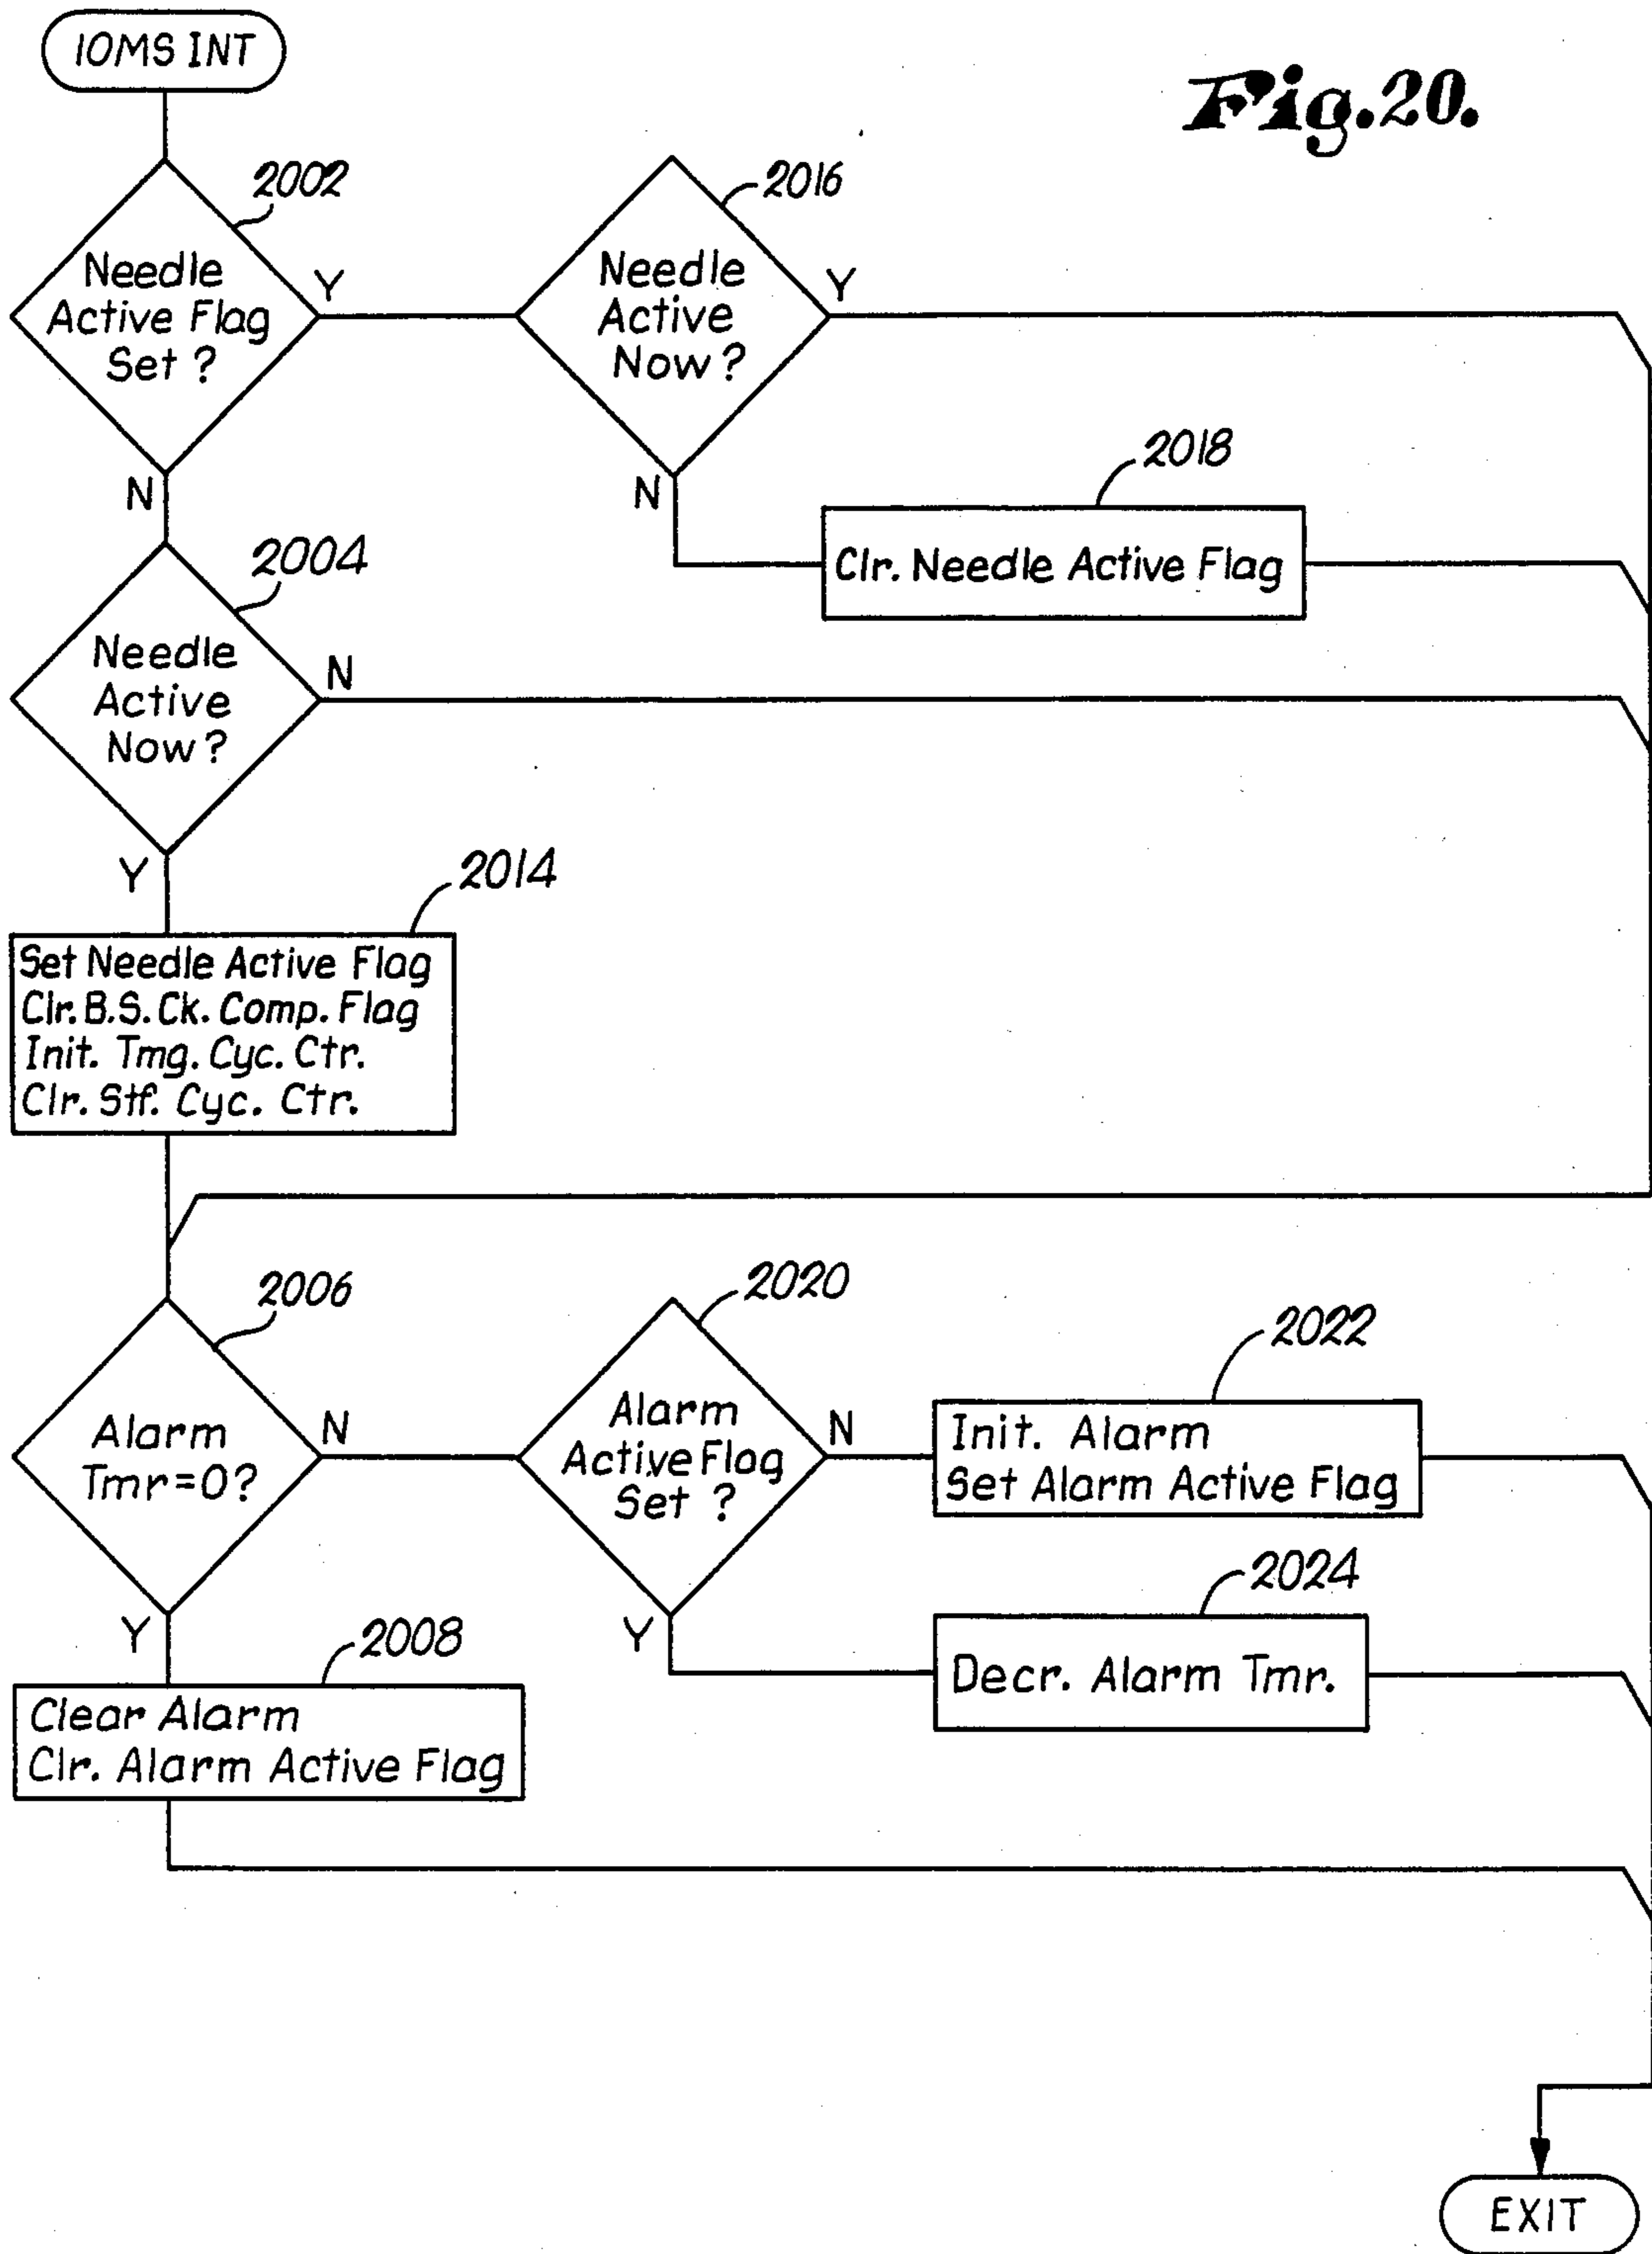 10MS INT
Fig.20.
2002
Needle
Active Flag
Set ?
Y
N
2016
Needle
Active
Now ?
Y
N
2018
Clr. Needle Active Flag
2004
Needle
Active
Now ?
N
Y
2014
Set Needle Active Flag
Clr. B.S. Ck. Comp. Flag
Init. Tmg. Cyc. Ctr.
Clr. Stf. Cyc. Ctr.
2006
Alarm
Tmr=0?
N
Y
2020
Alarm
Active Flag
Set ?
N
Y
2022
Init. Alarm
Set Alarm Active Flag
2024
Decr. Alarm Tmr.
2008
Clear Alarm
Clr. Alarm Active Flag
EXIT